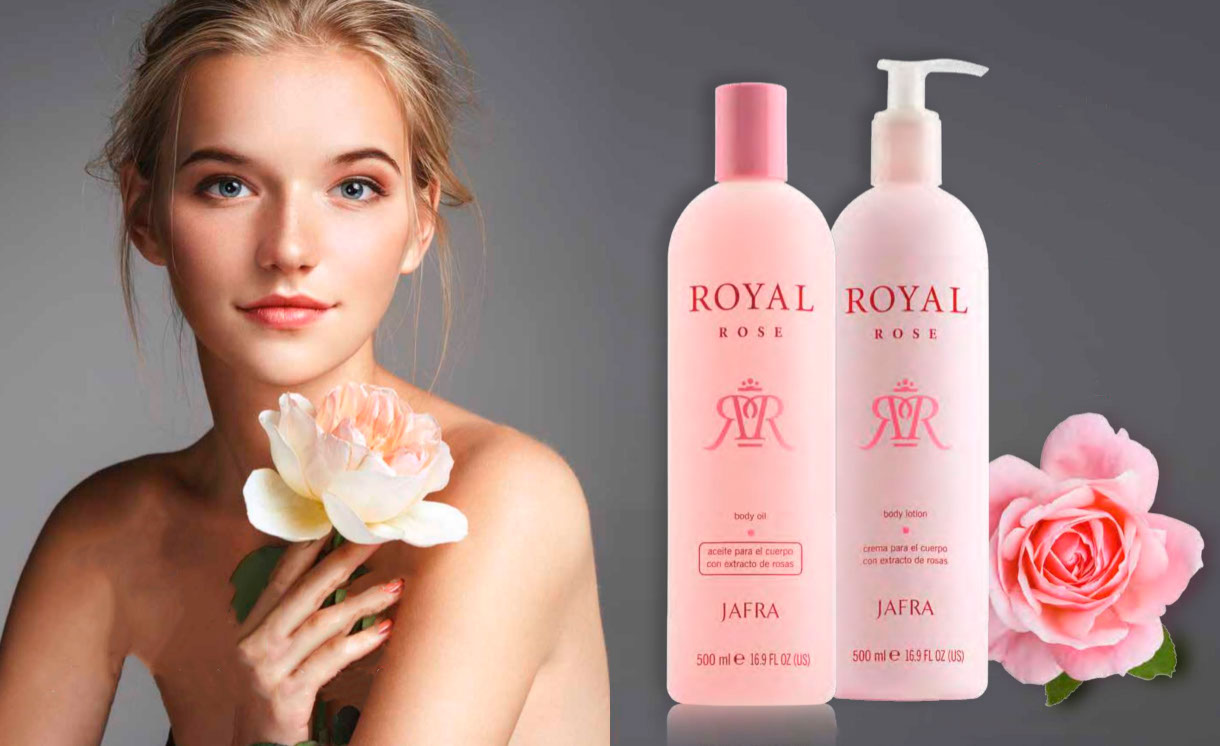 ROYAL
ROSE
RR
body oil
aceite para el cuerpo
con extracto de rosas
JAFRA
500 ml ℮ 16.9 FL OZ (US)
ROYAL
ROSE
RR
body lotion
crema para el cuerpo
con extracto de rosas
JAFRA
500 ml ℮ 16.9 FL OZ (US)